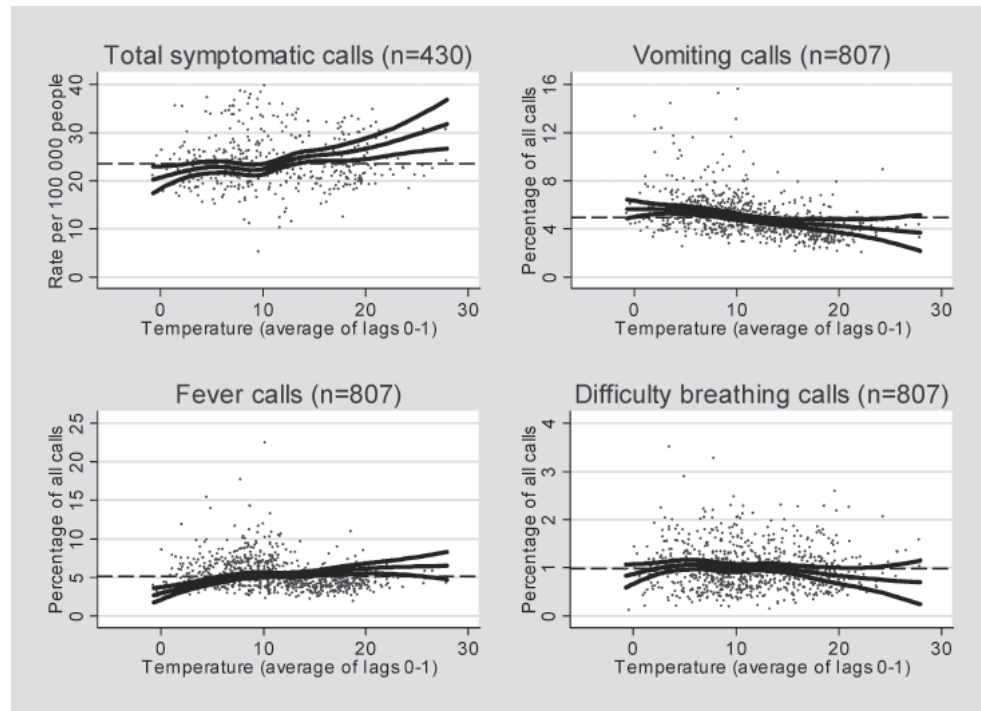 Total symptomatic calls (n=430)
Rate per 100 000 people
40
30
20
10
0
0 10 20 30
Temperature (average of lags 0-1)
Vomiting calls (n=807)
Percentage of all calls
16
12
8
4
0
0 10 20 30
Temperature (average of lags 0-1)
Fever calls (n=807)
Percentage of all calls
25
20
15
10
5
0
0 10 20 30
Temperature (average of lags 0-1)
Difficulty breathing calls (n=807)
Percentage of all calls
4
3
2
1
0
0 10 20 30
Temperature (average of lags 0-1)